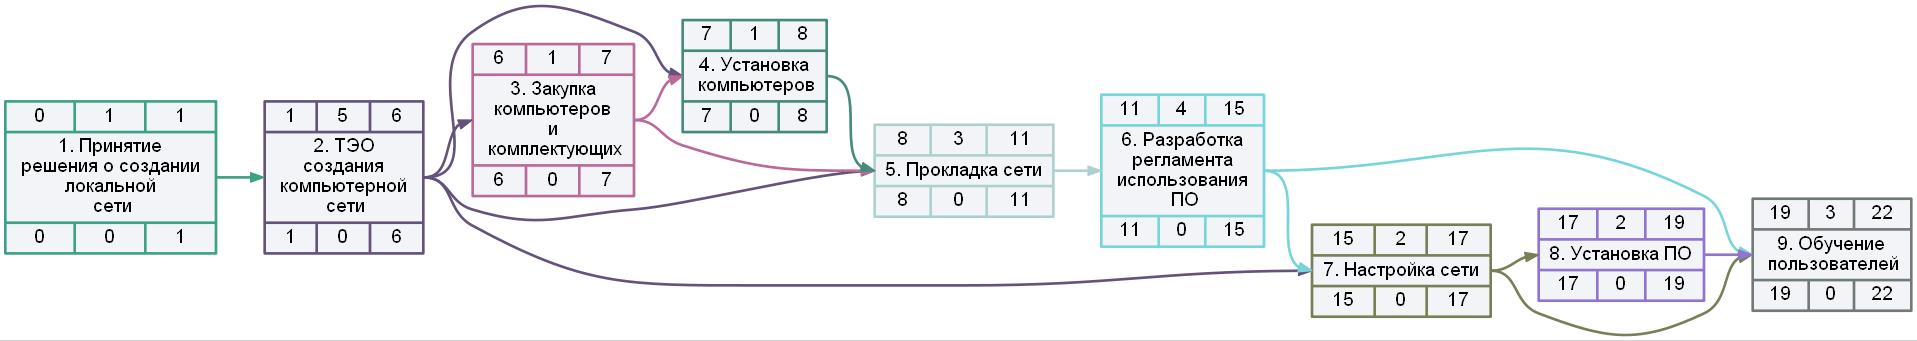 0 1 1
1. Принятие
решения о создании
локальной
сети
0 0 1
1 5 6
2. ТЭО
создания
компьютерной
сети
1 0 6
6 1 7
3. Закупка
компьютеров
и
комплектующих
6 0 7
7 1 8
4. Установка
компьютеров
7 0 8
8 3 11
5. Прокладка сети
8 0 11
11 4 15
6. Разработка
регламента
использования
ПО
11 0 15
15 2 17
7. Настройка сети
15 0 17
17 2 19
8. Установка ПО
17 0 19
19 3 22
9. Обучение
пользователей
19 0 22